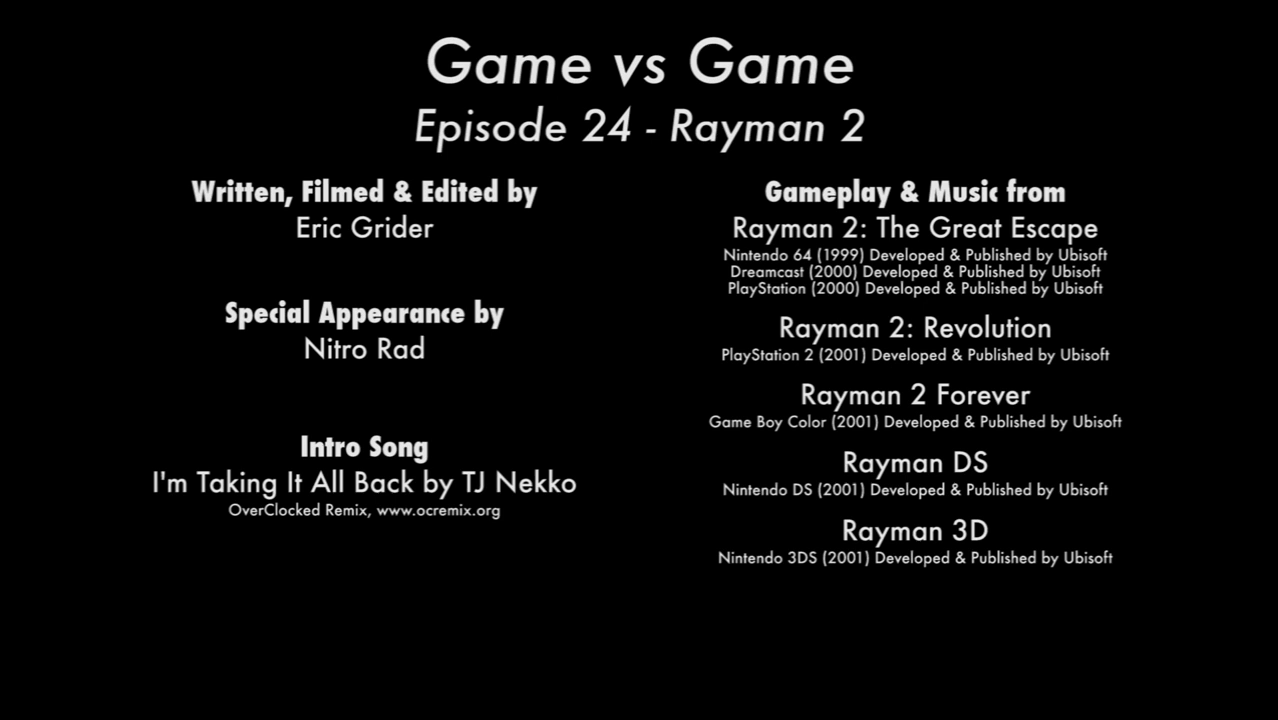 Game vs Game
Episode 24 - Rayman 2
Written, Filmed & Edited by
Eric Grider
Special Appearance by
Nitro Rad
Intro Song
I'm Taking It All Back by TJ Nekko
OverClocked Remix, www.ocremix.org
Gameplay & Music from
Rayman 2: The Great Escape
Nintendo 64 (1999) Developed & Published by Ubisoft
Dreamcast (2000) Developed & Published by Ubisoft
PlayStation (2000) Developed & Published by Ubisoft
Rayman 2: Revolution
PlayStation 2 (2001) Developed & Published by Ubisoft
Rayman 2 Forever
Game Boy Color (2001) Developed & Published by Ubisoft
Rayman DS
Nintendo DS (2001) Developed & Published by Ubisoft
Rayman 3D
Nintendo 3DS (2001) Developed & Published by Ubisoft